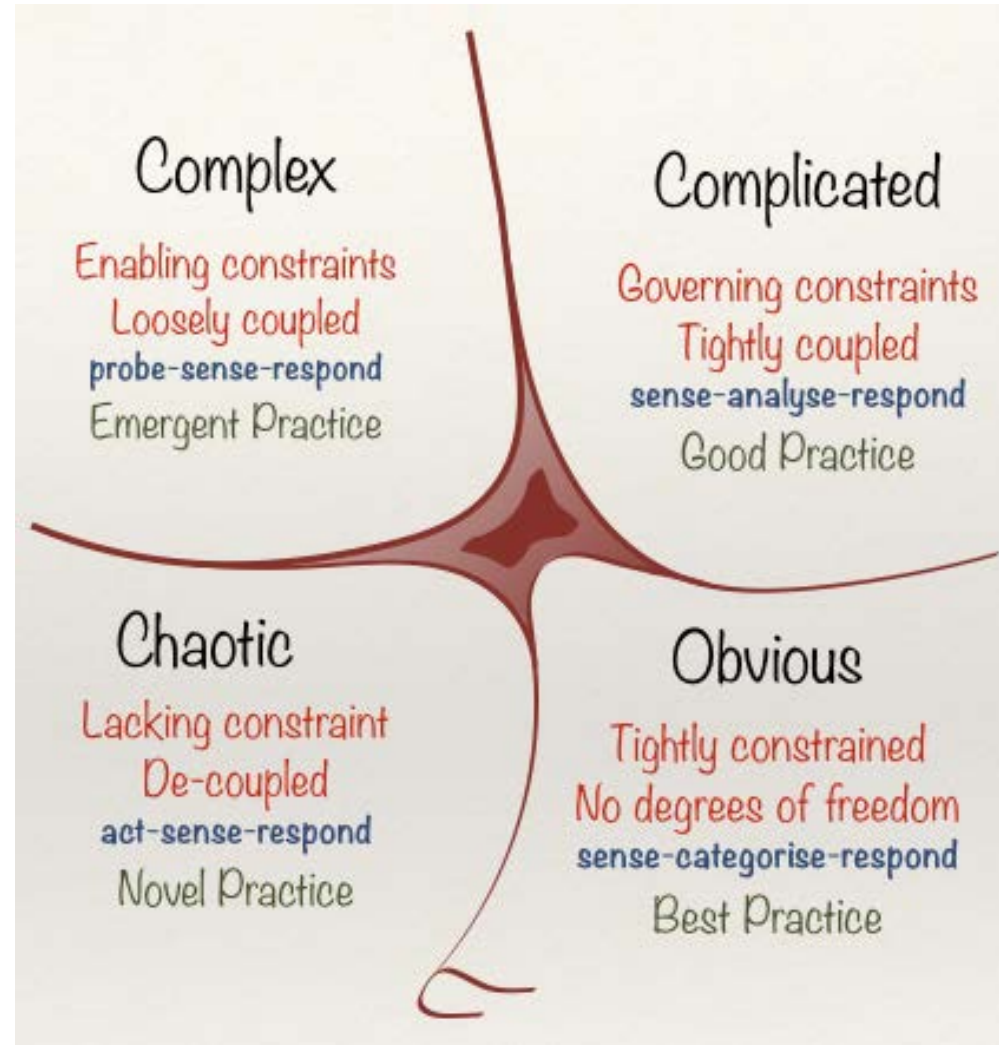 Complex
Enabling constraints
Loosely coupled
probe-sense-respond
Emergent Practice
Complicated
Governing constraints
Tightly coupled
sense-analyse-respond
Good Practice
Chaotic
Lacking constraint
De-coupled
act-sense-respond
Novel Practice
Obvious
Tightly constrained
No degrees of freedom
sense-categorise-respond
Best Practice